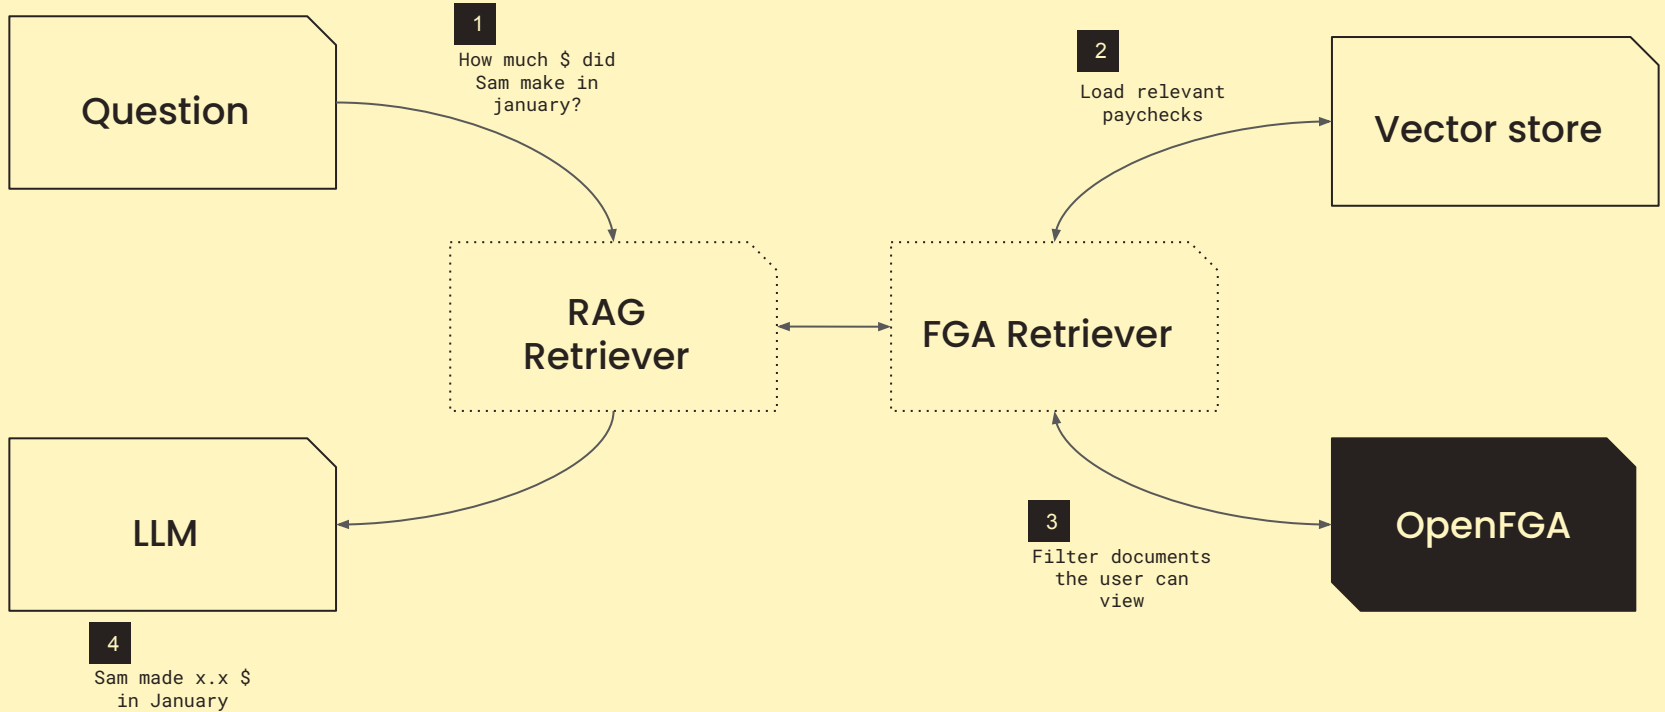 Question
1
How much $ did
Sam make in
january?
2
Load relevant
paychecks
Vector store
RAG
Retriever
FGA Retriever
LLM
3
Filter documents
the user can
view
OpenFGA
4
Sam made x.x $
in January